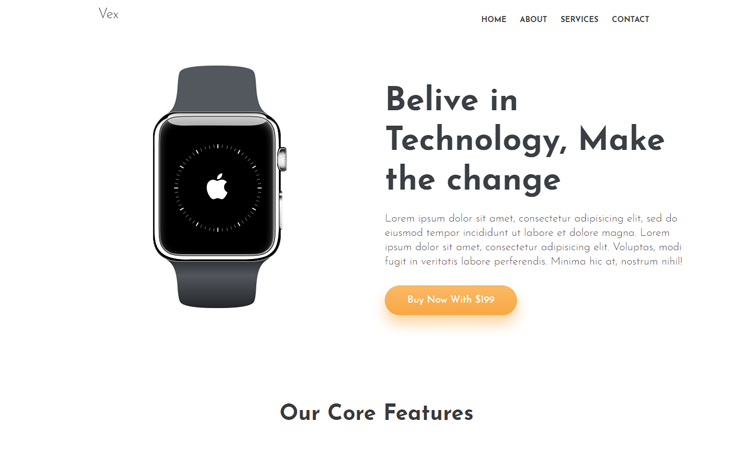 Vex
HOME ABOUT SERVICES CONTACT
Belive in
Technology, Make
the change
Lorem ipsum dolor sit amet, consectetur adipisicing elit, sed do
eiusmod tempor incididunt ut labore et dolore magna. Lorem
ipsum dolor sit amet, consectetur adipisicing elit. Voluptas, modi
fugit in veritatis labore perferendis. Minima hic at, nostrum nihil!
Buy Now With $199
Our Core Features